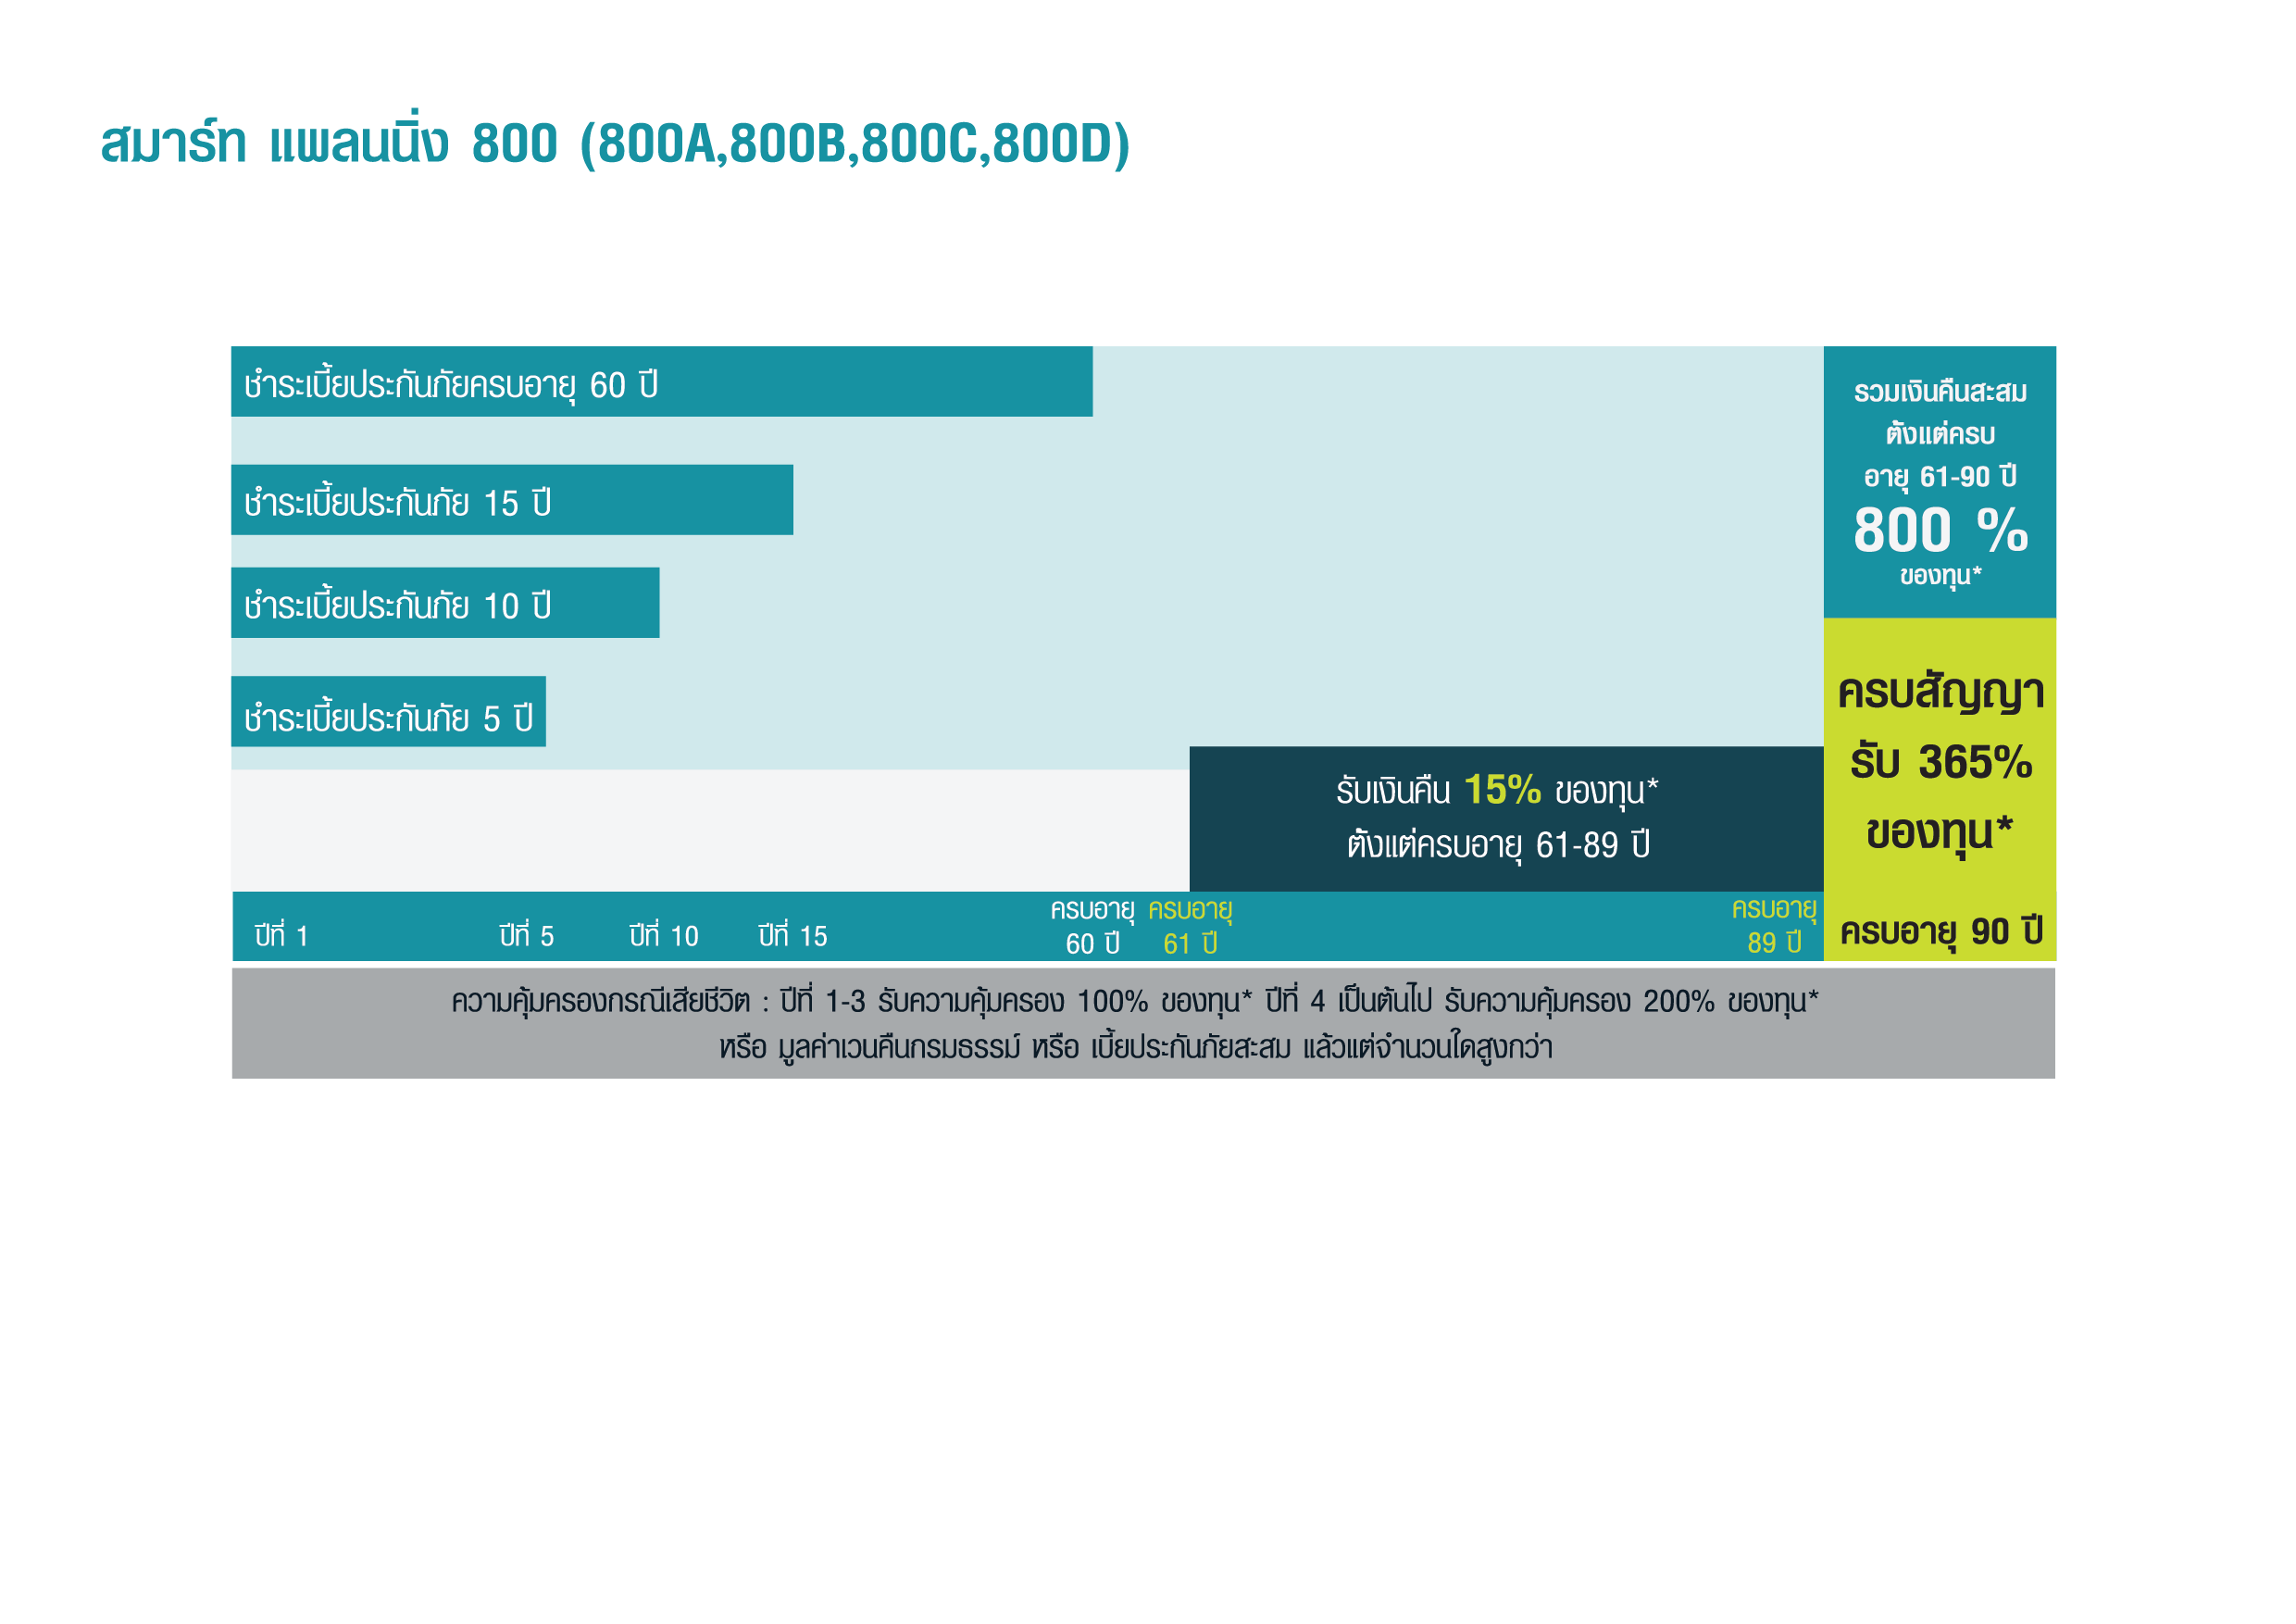 สมาร์ท แพลนนิ่ง 800 (800A,800B,800C,800D)
ชำระเบี้ยประกันภัยครบอายุ 60 ปี
ชำระเบี้ยประกันภัย 15 ปี
ชำระเบี้ยประกันภัย 10 ปี
ชำระเบี้ยประกันภัย 5 ปี
รวมเงินคืนสะสม
ตั้งแต่ครบ
อายุ 61-90 ปี
800 %
ของทุน*
ครบสัญญา
รับ 365%
ของทุน*
รับเงินคืน 15% ของทุน*
ตั้งแต่ครบอายุ 61-89 ปี
ปีที่ 1
ปีที่ 5
ปีที่ 10
ปีที่ 15
ครบอายุ
60 ปี
ครบอายุ
61 ปี
ครบอายุ
89 ปี
ครบอายุ 90 ปี
ความคุ้มครองกรณีเสียชีวิต : ปีที่ 1-3 รับความคุ้มครอง 100% ของทุน* ปีที่ 4 เป็นต้นไป รับความคุ้มครอง 200% ของทุน*
หรือ มูลค่าเวนคืนกรมธรรม์ หรือ เบี้ยประกันภัยสะสม แล้วแต่จำนวนใดสูงกว่า